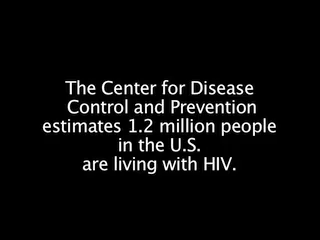 The Center for Disease
Control and Prevention
estimates 1.2 million people
in the U.S.
are living with HIV.